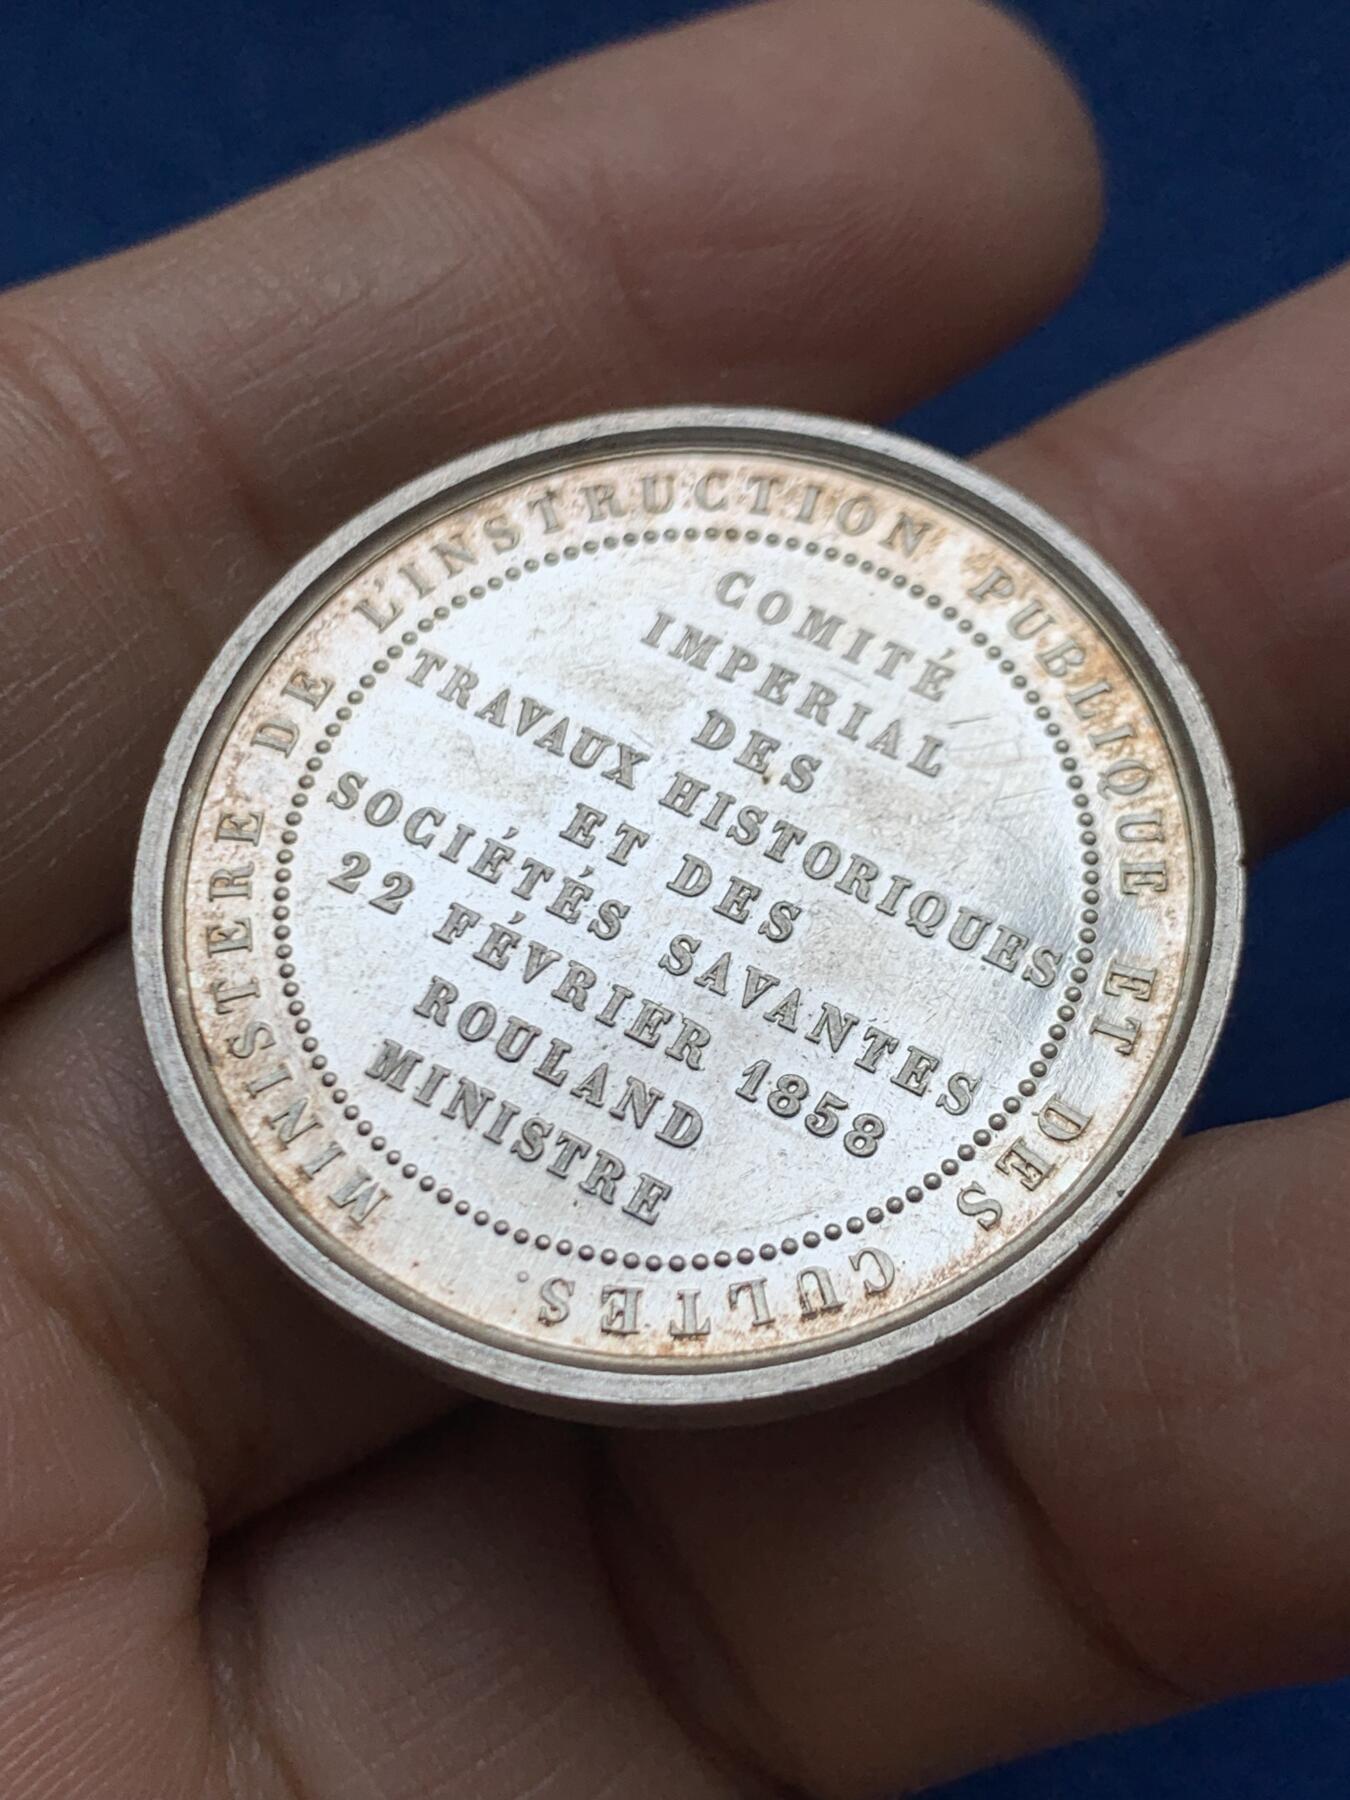 MINISTERE DE L'INSTRUCTION PUBLIQUE ET DES CULTES.
COMITÉ
IMPERIAL
DES
TRAVAUX HISTORIQUES
ET DES
SOCIÉTÉS SAVANTES
22 FÉVRIER 1858
ROULAND
MINISTRE